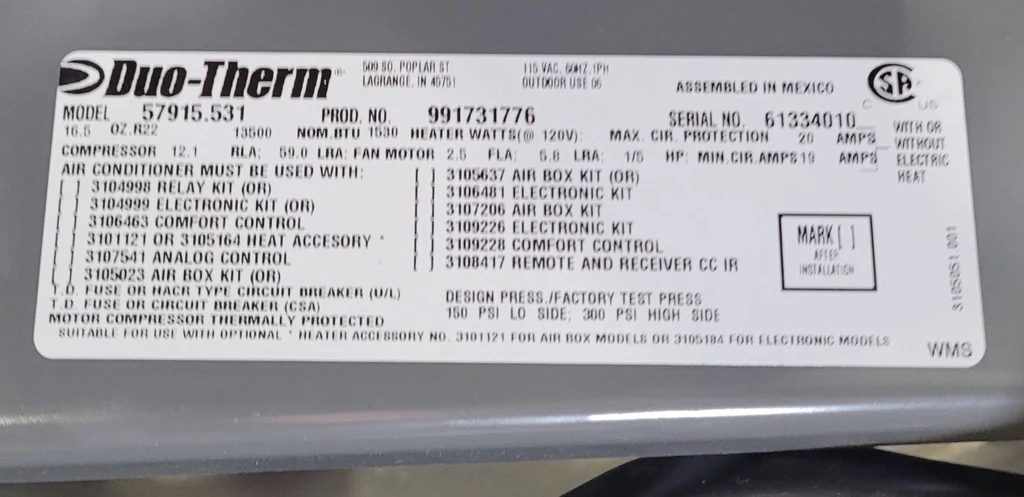 Duo-Therm®
509 SO. POPLAR ST
LAGRANGE, IN 46761
115 VAC, 60HZ, 1PH
OUTDOOR USE 06
ASSEMBLED IN MEXICO
CSA
C US
MODEL 57915.531 PROD. NO. 991731776 SERIAL NO. 61334010
16.5 OZ.R22 13500 NOM.BTU 1530 HEATER WATTS(@ 120V): MAX. CIR. PROTECTION 20 AMPS
COMPRESSOR 12.1 RLA; 59.0 LRA: FAN MOTOR 2.5 FLA; 5.8 LRA: 1/5 HP: MIN.CIR.AMPS 19 AMPS
WITH OR
WITHOUT
ELECTRIC
HEAT
AIR CONDITIONER MUST BE USED WITH:
[ ] 3104998 RELAY KIT (OR)
[ ] 3104999 ELECTRONIC KIT (OR)
[ ] 3106463 COMFORT CONTROL
[ ] 3101121 OR 3105164 HEAT ACCESORY *
[ ] 3107541 ANALOG CONTROL
[ ] 3105023 AIR BOX KIT (OR)
[ ] 3105637 AIR BOX KIT (OR)
[ ] 3106481 ELECTRONIC KIT
[ ] 3107206 AIR BOX KIT
[ ] 3109226 ELECTRONIC KIT
[ ] 3109228 COMFORT CONTROL
[ ] 3108417 REMOTE AND RECEIVER CC IR
MARK [ ]
AFTER
INSTALLATION
3105051.001
T.D. FUSE OR HACR TYPE CIRCUIT BREAKER (U/L)
T.D. FUSE OR CIRCUIT BREAKER (CSA)
MOTOR COMPRESSOR THERMALLY PROTECTED
DESIGN PRESS./FACTORY TEST PRESS
150 PSI LO SIDE; 300 PSI HIGH SIDE
SUITABLE FOR USE WITH OPTIONAL * HEATER ACCESSORY NO. 3101121 FOR AIR BOX MODELS OR 3105184 FOR ELECTRONIC MODELS
WMS